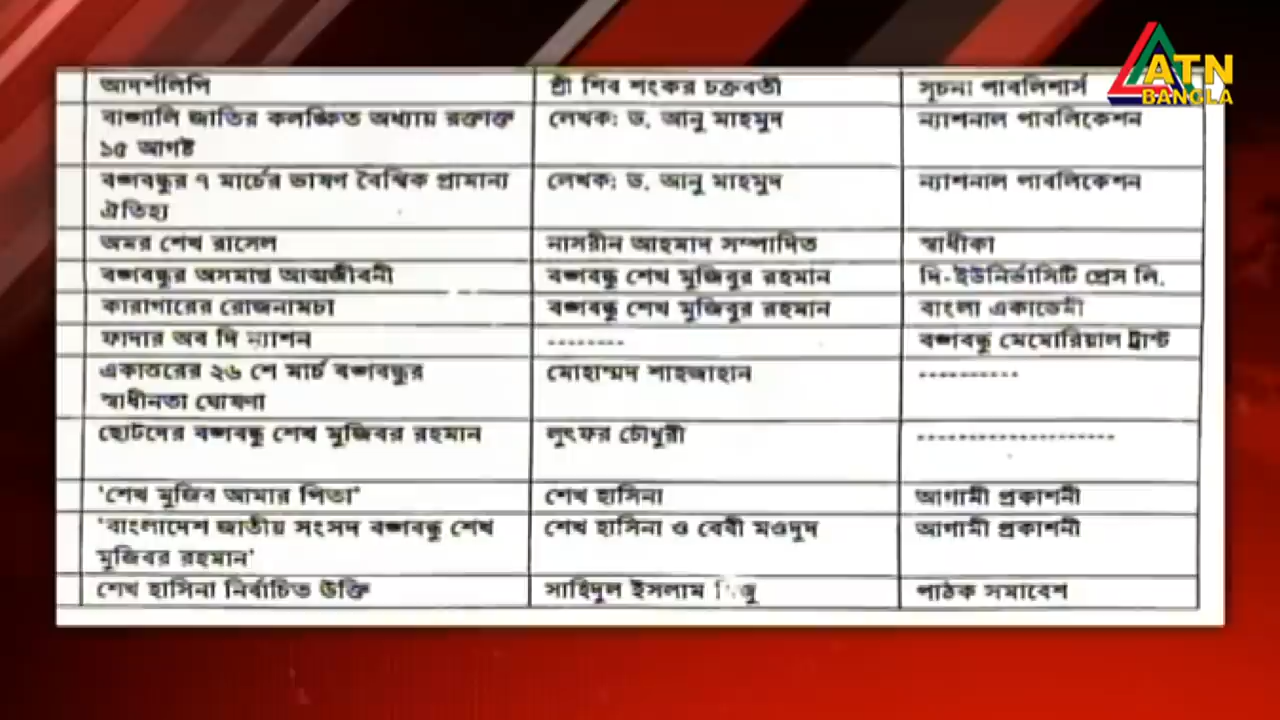 ATN
BANGLA
আদর্শলিপি শ্রী শিব শংকর চক্রবর্তী সূচনা পাবলিশার্স
বাঙ্গালি জাতির কলঙ্কিত অধ্যায় রক্তাক্ত লেখক: ড. আনু মাহমুদ ন্যাশনাল পাবলিকেশন
১৫ আগষ্ট
বঙ্গবন্ধুর ৭ মার্চের ভাষণ বৈশ্বিক প্রামান্য লেখক: ড. আনু মাহমুদ ন্যাশনাল পাবলিকেশন
ঐতিহ্য
অমর শেখ রাসেল নাসরীন আহমাদ সম্পাদিত স্বাধীকা
বঙ্গবন্ধুর অসমাপ্ত আত্মজীবনী বঙ্গবন্ধু শেখ মুজিবুর রহমান দি-ইউনির্ভাসিটি প্রেস লি.
কারাগারের রোজনামচা বঙ্গবন্ধু শেখ মুজিবুর রহমান বাংলা একাডেমী
ফাদার অব দি ন্যাশন -------- বঙ্গবন্ধু মেমোরিয়াল ট্রাস্ট
একাত্তরের ২৬ শে মার্চ বঙ্গবন্ধুর মোহাম্মদ শাহজাহান ----------
স্বাধীনতা ঘোষণা
ছোটদের বঙ্গবন্ধু শেখ মুজিবর রহমান লুৎফর চৌধুরী --------------------
'শেখ মুজিব আমার পিতা' শেখ হাসিনা আগামী প্রকাশনী
'বাংলাদেশ জাতীয় সংসদ বঙ্গবন্ধু শেখ শেখ হাসিনা ও বেবী মওদুদ আগামী প্রকাশনী
মুজিবর রহমান'
শেখ হাসিনা নির্বাচিত উক্তি সাহিদুল ইসলাম পাঠক সমাবেশ